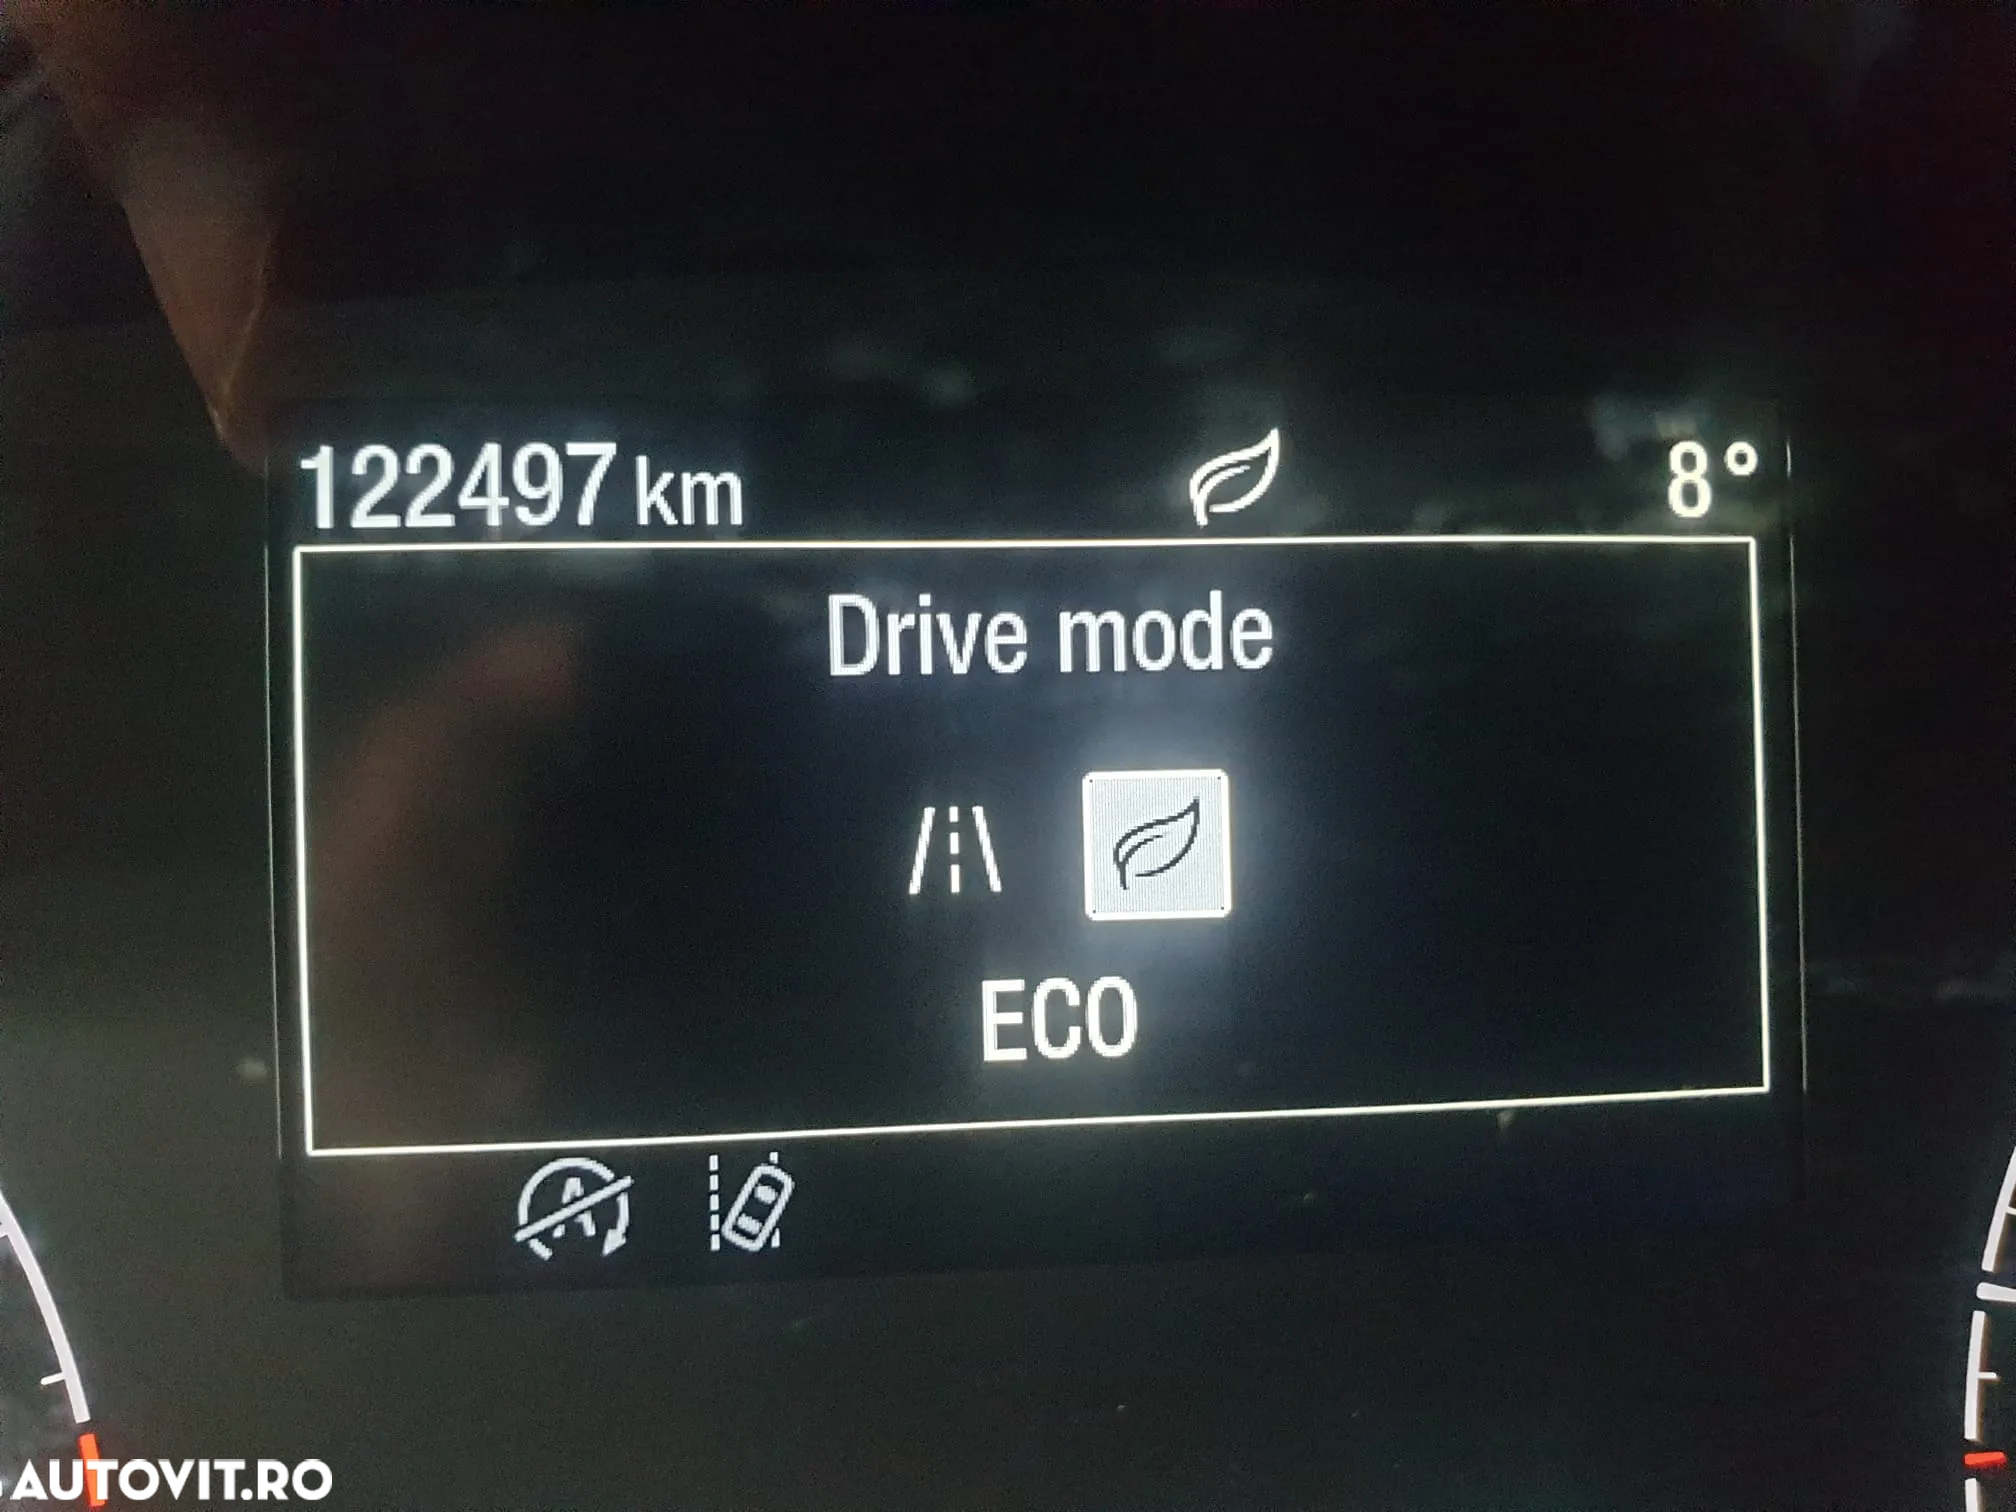 122497 km 8°
Drive mode
ECO
AUTOVIT.RO